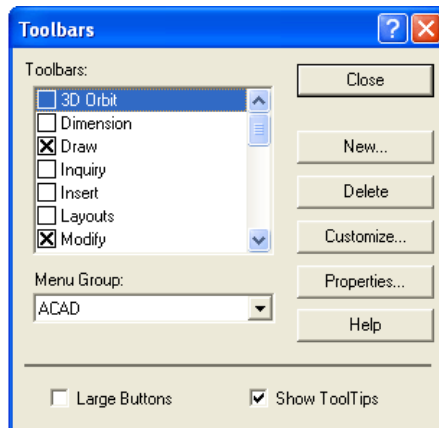 Toolbars
Toolbars:
3D Orbit
Dimension
Draw
Inquiry
Insert
Layouts
Modify
Menu Group:
ACAD
Close
New...
Delete
Customize...
Properties...
Help
Large Buttons
Show ToolTips